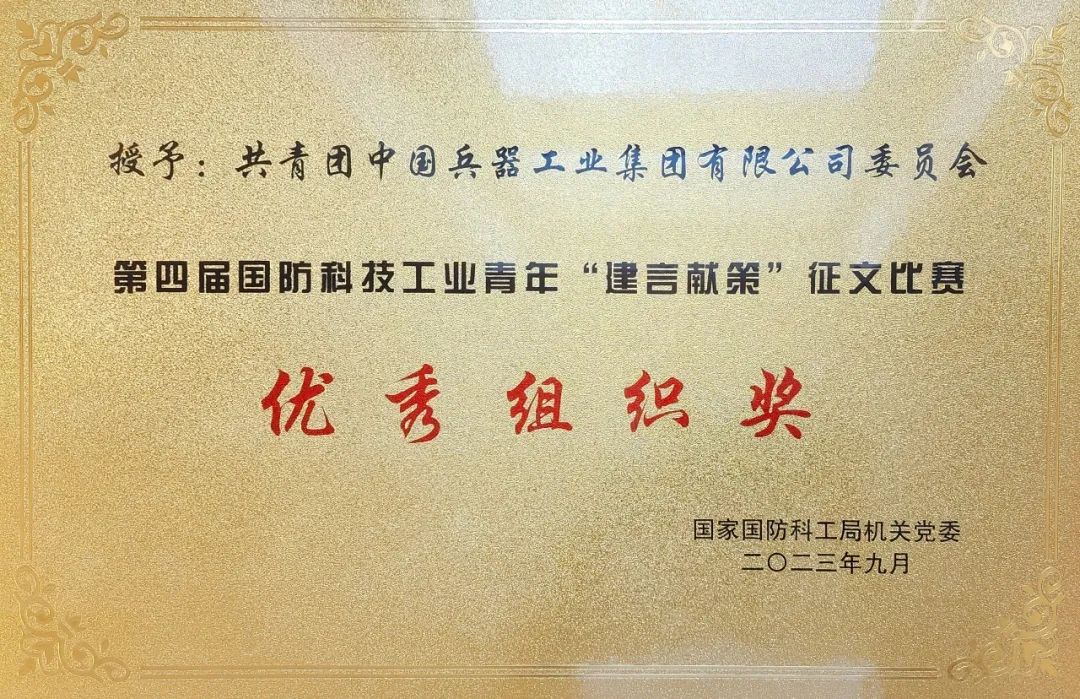 授予：共青团中国兵器工业集团有限公司委员会
第四届国防科技工业青年“建言献策”征文比赛
优秀组织奖
国家国防科工局机关党委
二〇二三年九月